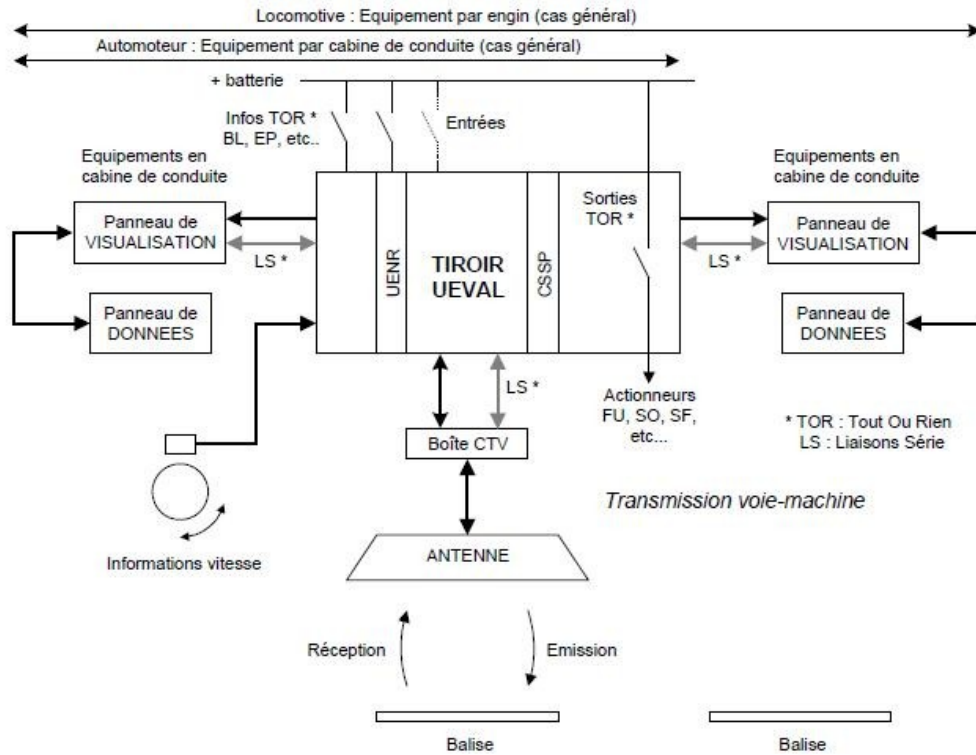 Locomotive : Equipement par engin (cas général)
Automoteur : Equipement par cabine de conduite (cas général)
+ batterie
Infos TOR *
BL, EP, etc..
Entrées
Equipements en
cabine de conduite
Equipements en
cabine de conduite
Panneau de
VISUALISATION
LS *
UENR
TIROIR
UEVAL
CSSP
Sorties
TOR *
LS *
Panneau de
VISUALISATION
Panneau de
DONNEES
Panneau de
DONNEES
LS *
Actionneurs
FU, SO, SF,
etc...
* TOR : Tout Ou Rien
LS : Liaisons Série
Boîte CTV
Transmission voie-machine
Informations vitesse
ANTENNE
Réception
Emission
Balise
Balise